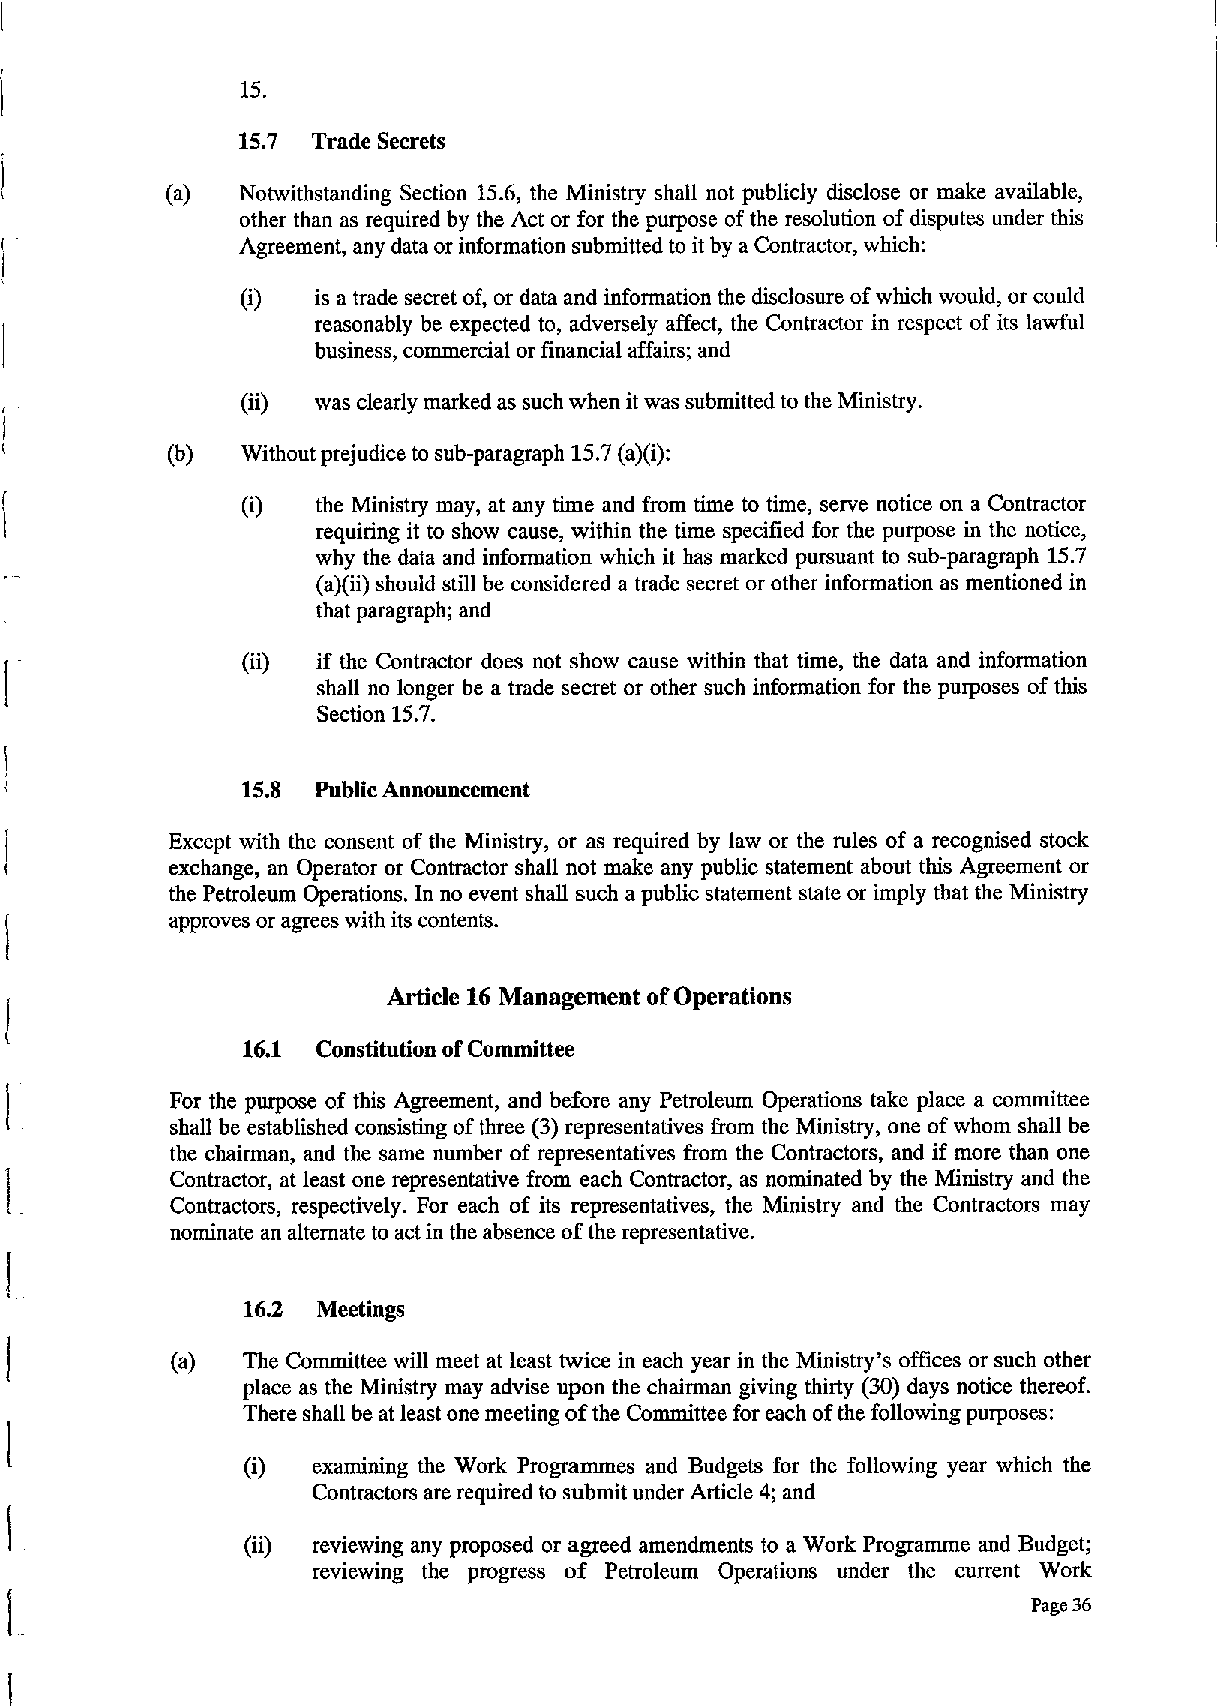 15.
15.7 Trade Secrets
(a) Notwithstanding Section 15.6, the Ministry shall not publicly disclose or make available,
other than as required by the Act or for the purpose of the resolution of disputes under this
Agreement, any data or information submitted to it by a Contractor, which:
(i) is a trade secret of, or data and information the disclosure of which would, or could
reasonably be expected to, adversely affect, the Contractor in respect of its lawful
business, commercial or financial affairs; and
(ii) was clearly marked as such when it was submitted to the Ministry.
(b) Without prejudice to sub-paragraph 15.7 (a)(i):
(i) the Ministry may, at any time and from time to time, serve notice on a Contractor
requiring it to show cause, within the time specified for the purpose in the notice,
why the data and information which it has marked pursuant to sub-paragraph 15.7
(a)(ii) should still be considered a trade secret or other information as mentioned in
that paragraph; and
(ii) if the Contractor does not show cause within that time, the data and information
shall no longer be a trade secret or other such information for the purposes of this
Section 15.7.
15.8 Public Announcement
Except with the consent of the Ministry, or as required by law or the rules of a recognised stock
exchange, an Operator or Contractor shall not make any public statement about this Agreement or
the Petroleum Operations. In no event shall such a public statement state or imply that the Ministry
approves or agrees with its contents.
Article 16 Management of Operations
16.1 Constitution of Committee
For the purpose of this Agreement, and before any Petroleum Operations take place a committee
shall be established consisting of three (3) representatives from the Ministry, one of whom shall be
the chairman, and the same number of representatives from the Contractors, and if more than one
Contractor, at least one representative from each Contractor, as nominated by the Ministry and the
Contractors, respectively. For each of its representatives, the Ministry and the Contractors may
nominate an alternate to act in the absence of the representative.
16.2 Meetings
(a) The Committee will meet at least twice in each year in the Ministry's offices or such other
place as the Ministry may advise upon the chairman giving thirty (30) days notice thereof.
There shall be at least one meeting of the Committee for each of the following purposes:
(i) examining the Work Programmes and Budgets for the following year which the
Contractors are required to submit under Article 4; and
(ii) reviewing any proposed or agreed amendments to a Work Programme and Budget;
reviewing the progress of Petroleum Operations under the current Work
Page 36